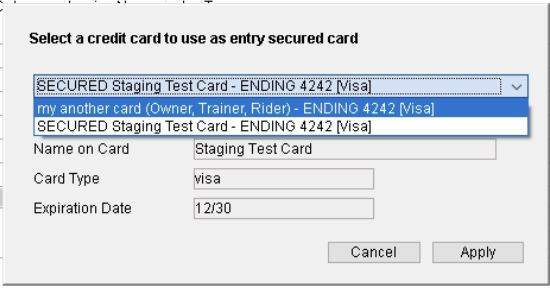 Select a credit card to use as entry secured card
SECURED Staging Test Card - ENDING 4242 [Visa]
my another card (Owner, Trainer, Rider) - ENDING 4242 [Visa]
SECURED Staging Test Card - ENDING 4242 [Visa]
Name on Card Staging Test Card
Card Type visa
Expiration Date 12/30
Cancel Apply